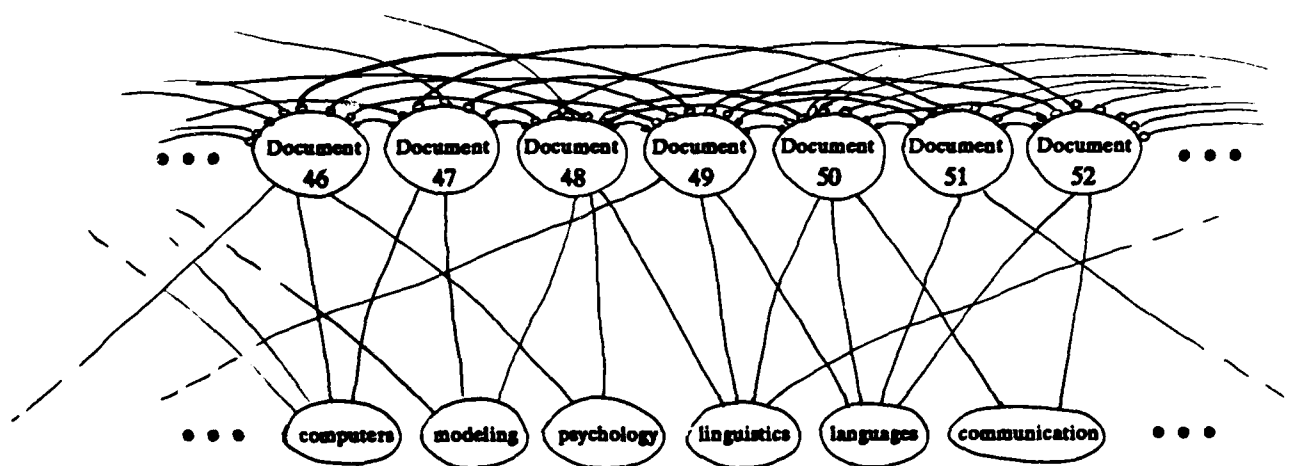 Document Document Document Document Document Document Document
46 47 48 49 50 51 52
computers modeling psychology linguistics languages communication